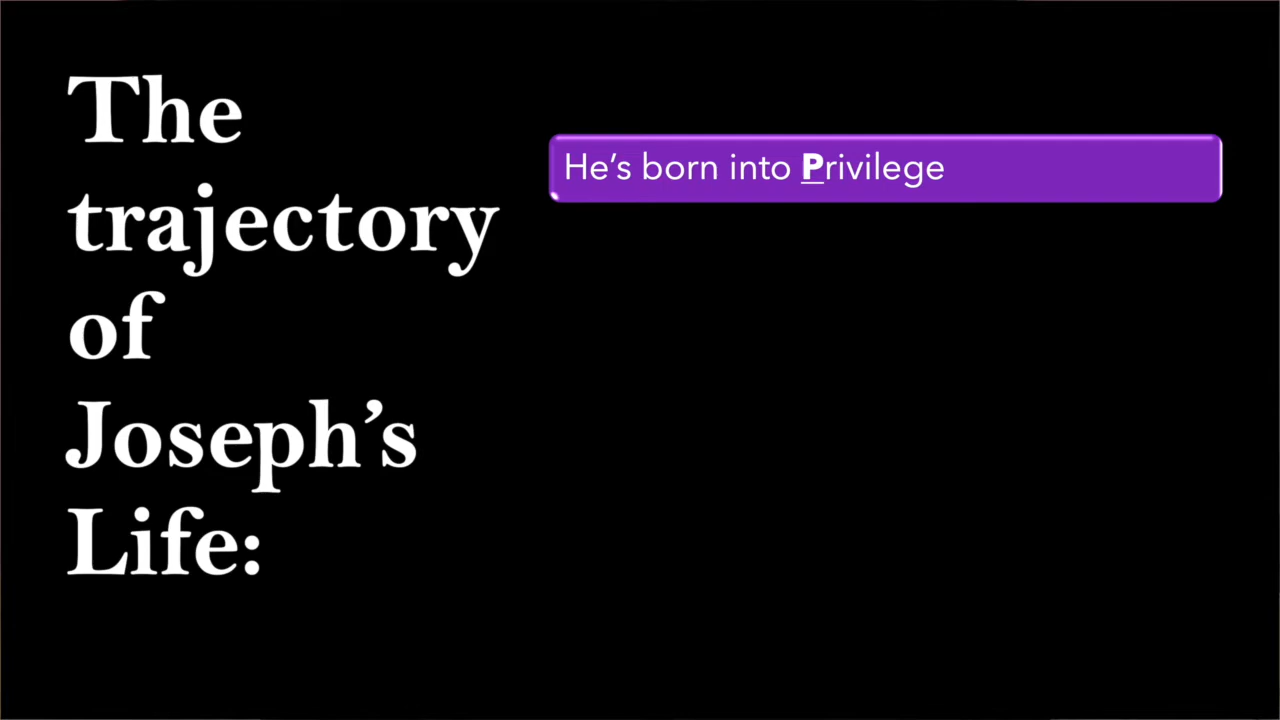 The
trajectory
of
Joseph’s
Life:
He’s born into Privilege